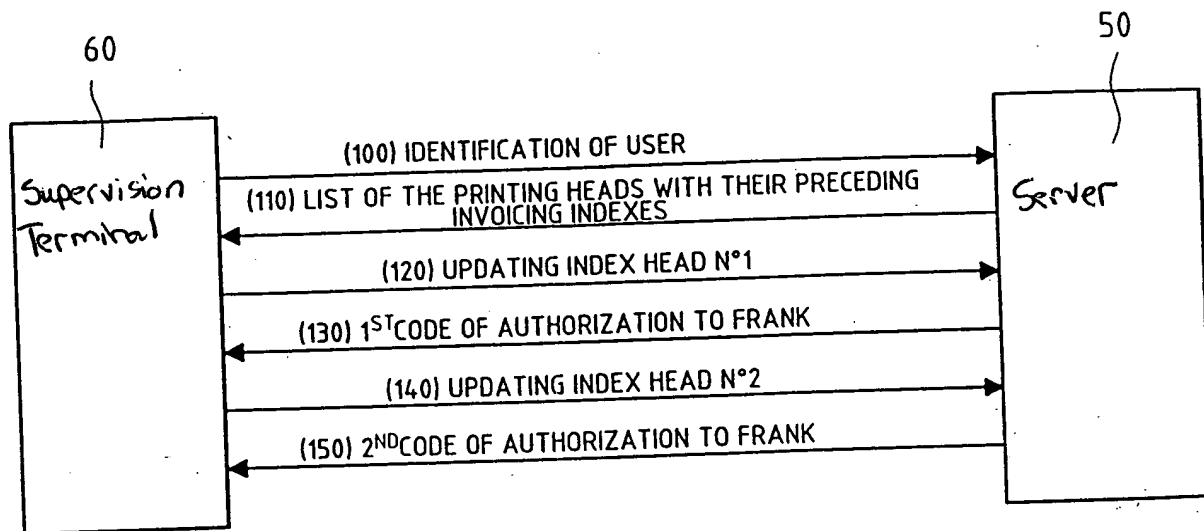 60
50
Supervision
Terminal
Server
(100) IDENTIFICATION OF USER
(110) LIST OF THE PRINTING HEADS WITH THEIR PRECEDING
INVOICING INDEXES
(120) UPDATING INDEX HEAD N°1
(130) 1ST CODE OF AUTHORIZATION TO FRANK
(140) UPDATING INDEX HEAD N°2
(150) 2ND CODE OF AUTHORIZATION TO FRANK